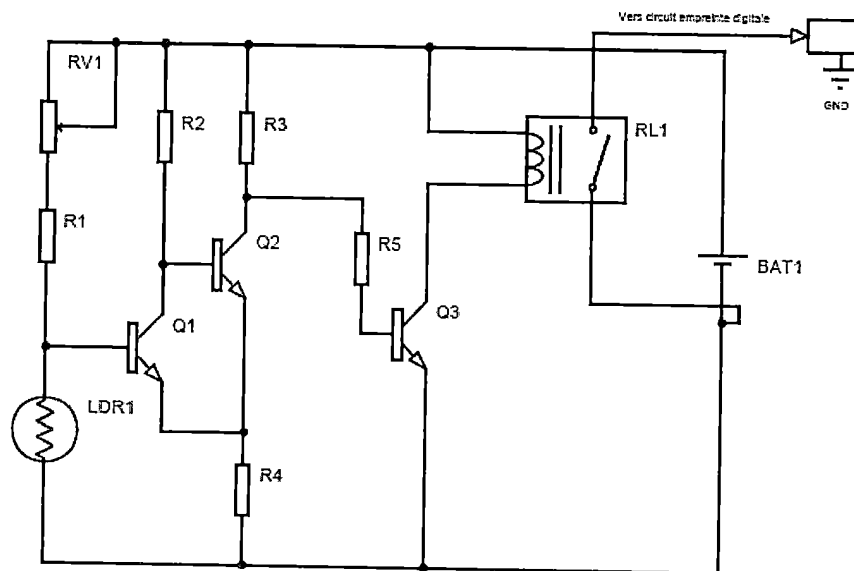 Vers circuit empreinte digitale
RV1
GND
R2
R3
RL1
R1
Q2
R5
BAT1
Q1
Q3
LDR1
R4